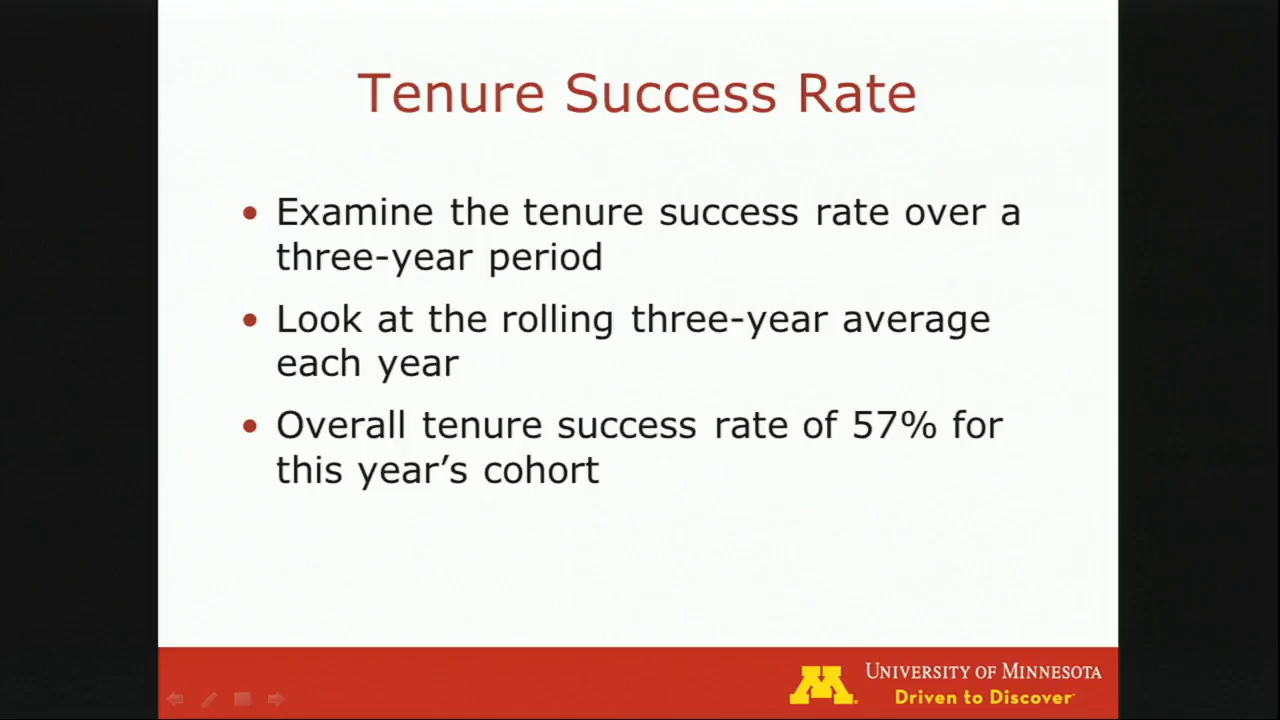 Tenure Success Rate
• Examine the tenure success rate over a
three-year period
• Look at the rolling three-year average
each year
• Overall tenure success rate of 57% for
this year's cohort
M
UNIVERSITY OF MINNESOTA
Driven to Discover